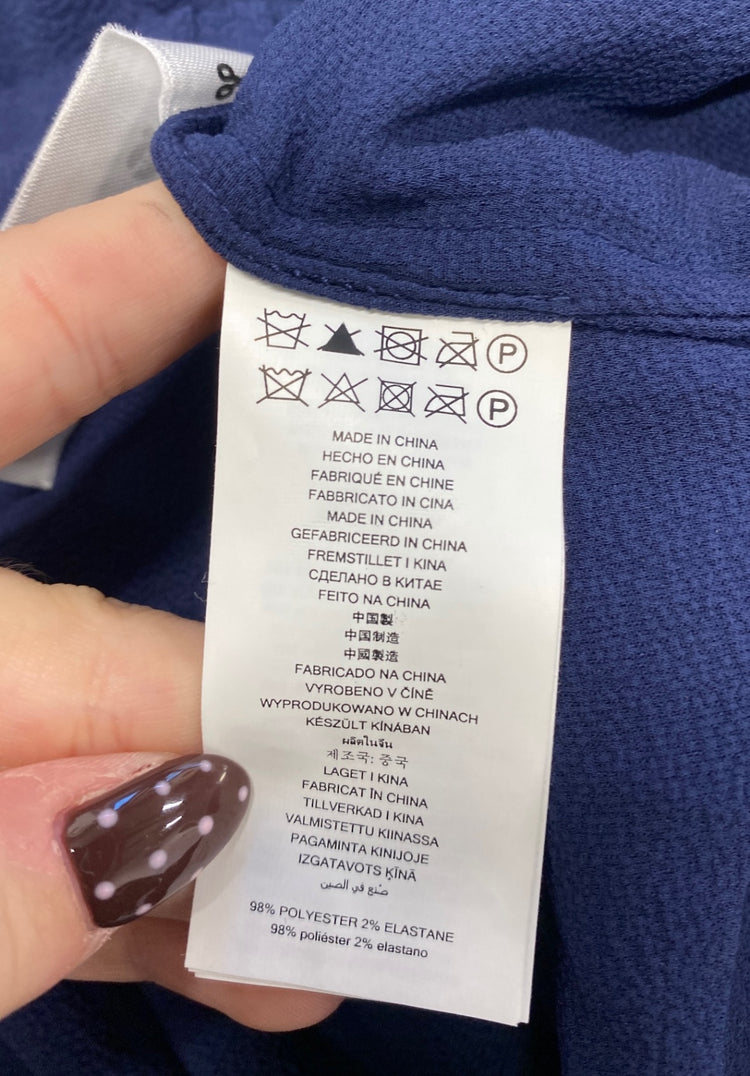 P
P
MADE IN CHINA
HECHO EN CHINA
FABRIQUÉ EN CHINE
FABBRICATO IN CINA
MADE IN CHINA
GEFABRICEERD IN CHINA
FREMSTILLET I KINA
СДЕЛАНО В КИТАЕ
FEITO NA CHINA
中国製
中国制造
中國製造
FABRICADO NA CHINA
VYROBENO V ČÍNĚ
WYPRODUKOWANO W CHINACH
KÉSZÜLT KÍNÁBAN
ผลิตในจีน
제조국: 중국
LAGET I KINA
FABRICAT ÎN CHINA
TILLVERKAD I KINA
VALMISTETTU KIINASSA
PAGAMINTA KINIJOJE
IZGATAVOTS ĶĪNĀ
صنع في الصين
98% POLYESTER 2% ELASTANE
98% poliéster 2% elastano